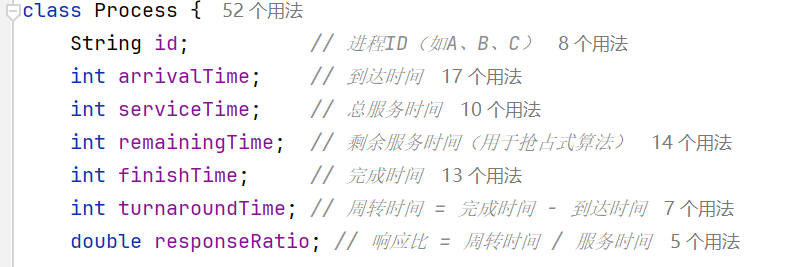 class Process {  52 个用法
String id;  // 进程ID（如A、B、C）  8 个用法
int arrivalTime;  // 到达时间  17 个用法
int serviceTime;  // 总服务时间  10 个用法
int remainingTime;  // 剩余服务时间（用于抢占式算法）  14 个用法
int finishTime;  // 完成时间  13 个用法
int turnaroundTime; // 周转时间 = 完成时间 - 到达时间  7 个用法
double responseRatio; // 响应比 = 周转时间 / 服务时间  5 个用法